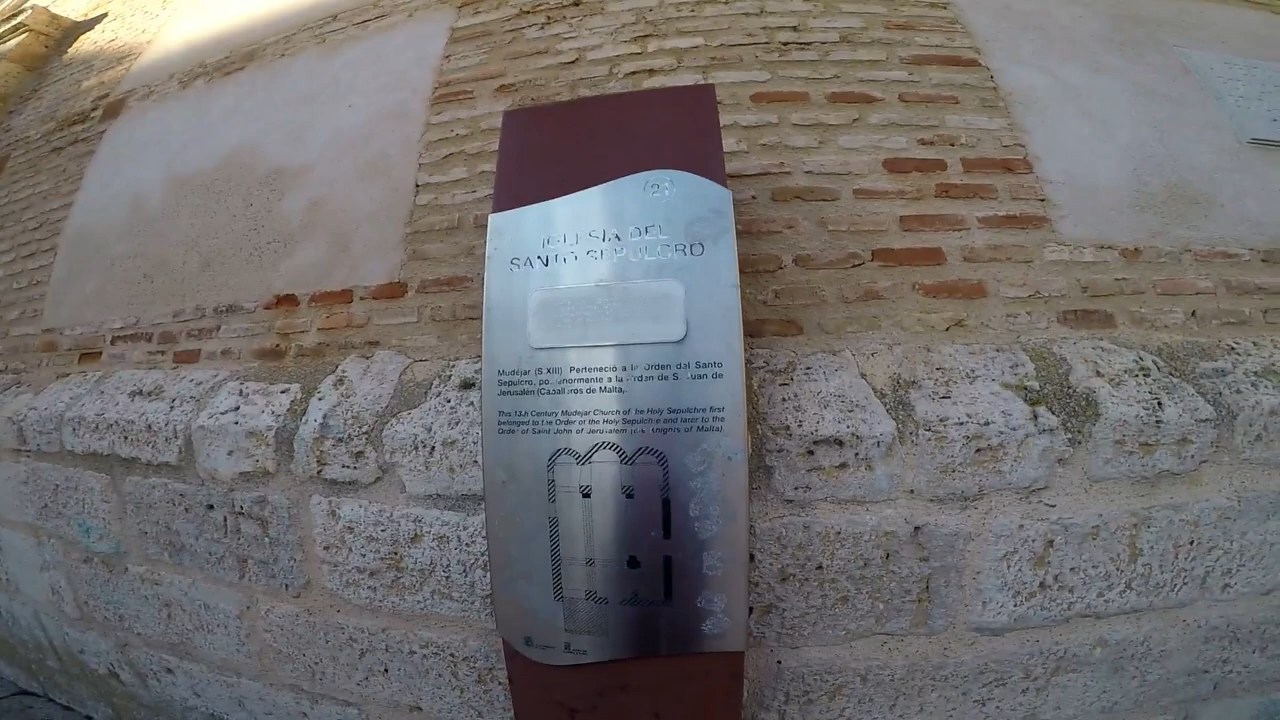 21
IGLESIA DEL
SANTO SEPULCRO
Mudéjar (S.XIII). Perteneció a la Orden del Santo
Sepulcro, posteriormente a la Orden de S. Juan de
Jerusalén (Caballeros de Malta).
This 13th Century Mudejar Church of the Holy Sepulchre first
belonged to the Order of the Holy Sepulchre and later to the
Order of Saint John of Jerusalem (the Knights of Malta).